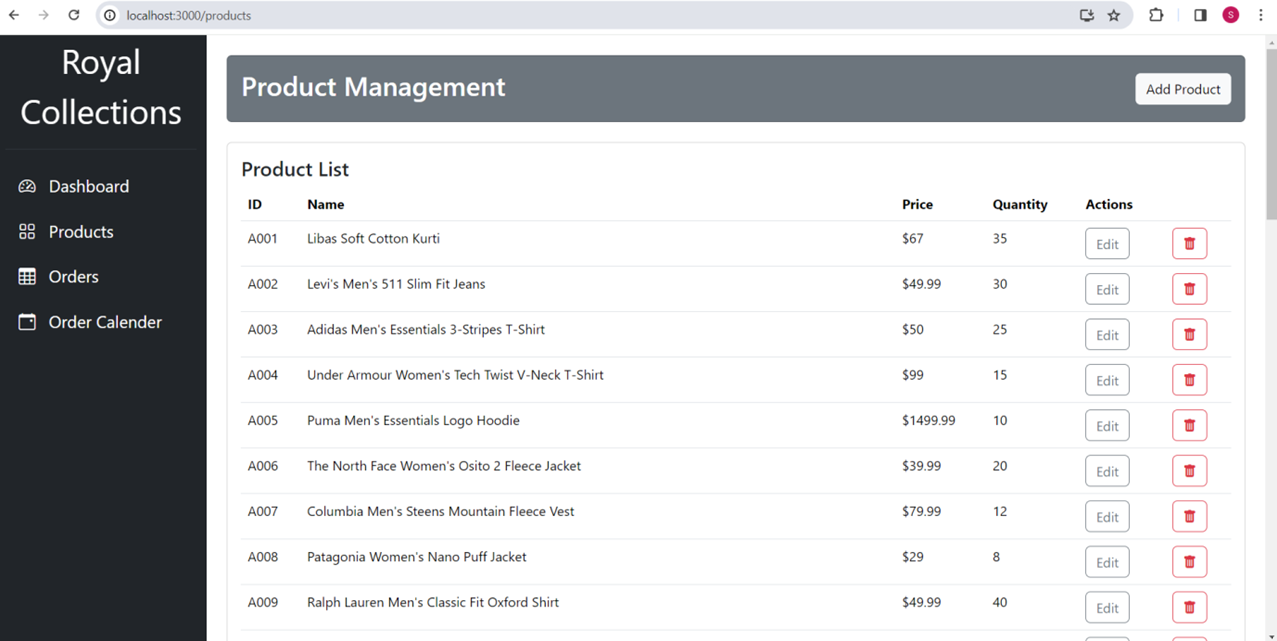 localhost:3000/products
S
Royal
Collections
Dashboard
Products
Orders
Order Calender
Product Management
Add Product
Product List
ID Name Price Quantity Actions
A001 Libas Soft Cotton Kurti $67 35 Edit
A002 Levi's Men's 511 Slim Fit Jeans $49.99 30 Edit
A003 Adidas Men's Essentials 3-Stripes T-Shirt $50 25 Edit
A004 Under Armour Women's Tech Twist V-Neck T-Shirt $99 15 Edit
A005 Puma Men's Essentials Logo Hoodie $1499.99 10 Edit
A006 The North Face Women's Osito 2 Fleece Jacket $39.99 20 Edit
A007 Columbia Men's Steens Mountain Fleece Vest $79.99 12 Edit
A008 Patagonia Women's Nano Puff Jacket $29 8 Edit
A009 Ralph Lauren Men's Classic Fit Oxford Shirt $49.99 40 Edit